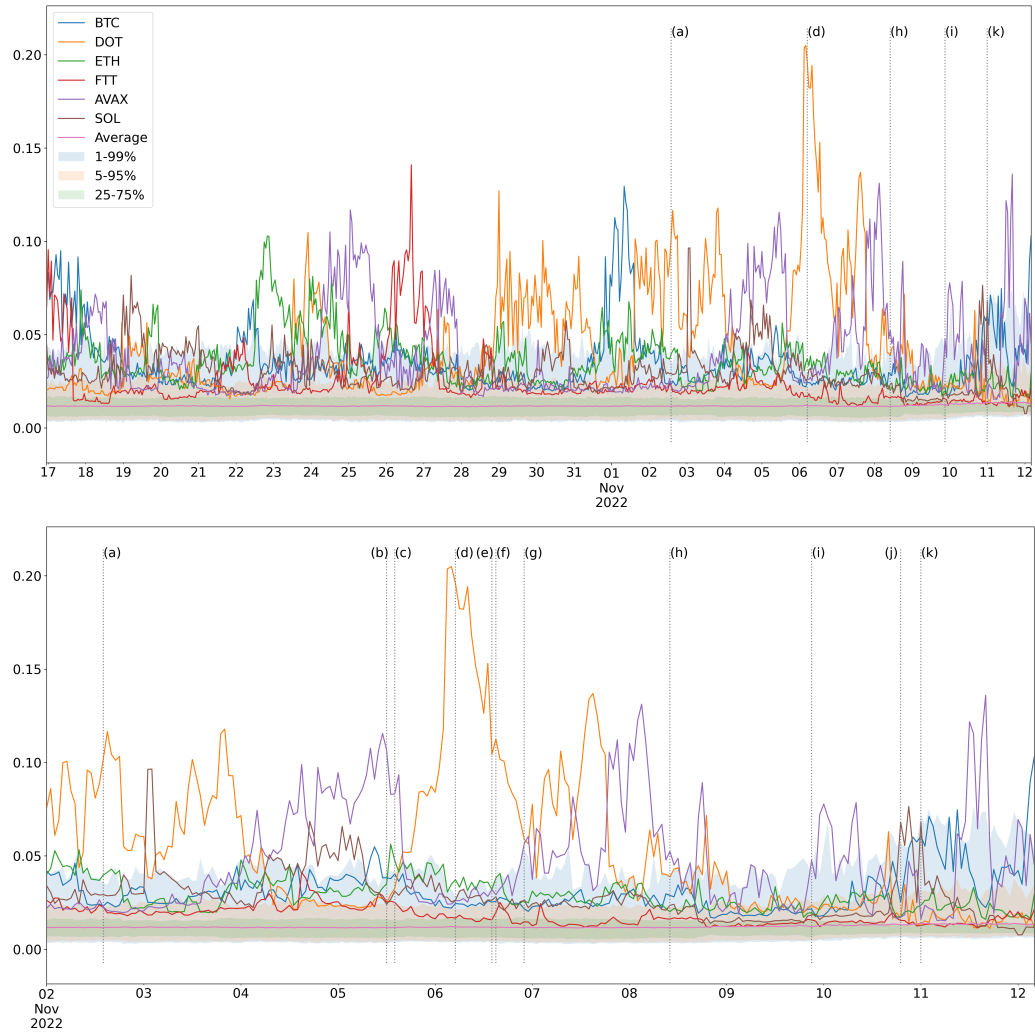 0.20
0.15
0.10
0.05
0.00
BTC
DOT
ETH
FTT
AVAX
SOL
Average
1-99%
5-95%
25-75%
(a) (d) (h) (i) (k)
17 18 19 20 21 22 23 24 25 26 27 28 29 30 31 01 02 03 04 05 06 07 08 09 10 11 12
Nov
2022
(a) (b) (c) (d) (e) (f) (g) (h) (i) (j) (k)
0.20
0.15
0.10
0.05
0.00
02 03 04 05 06 07 08 09 10 11 12
Nov
2022